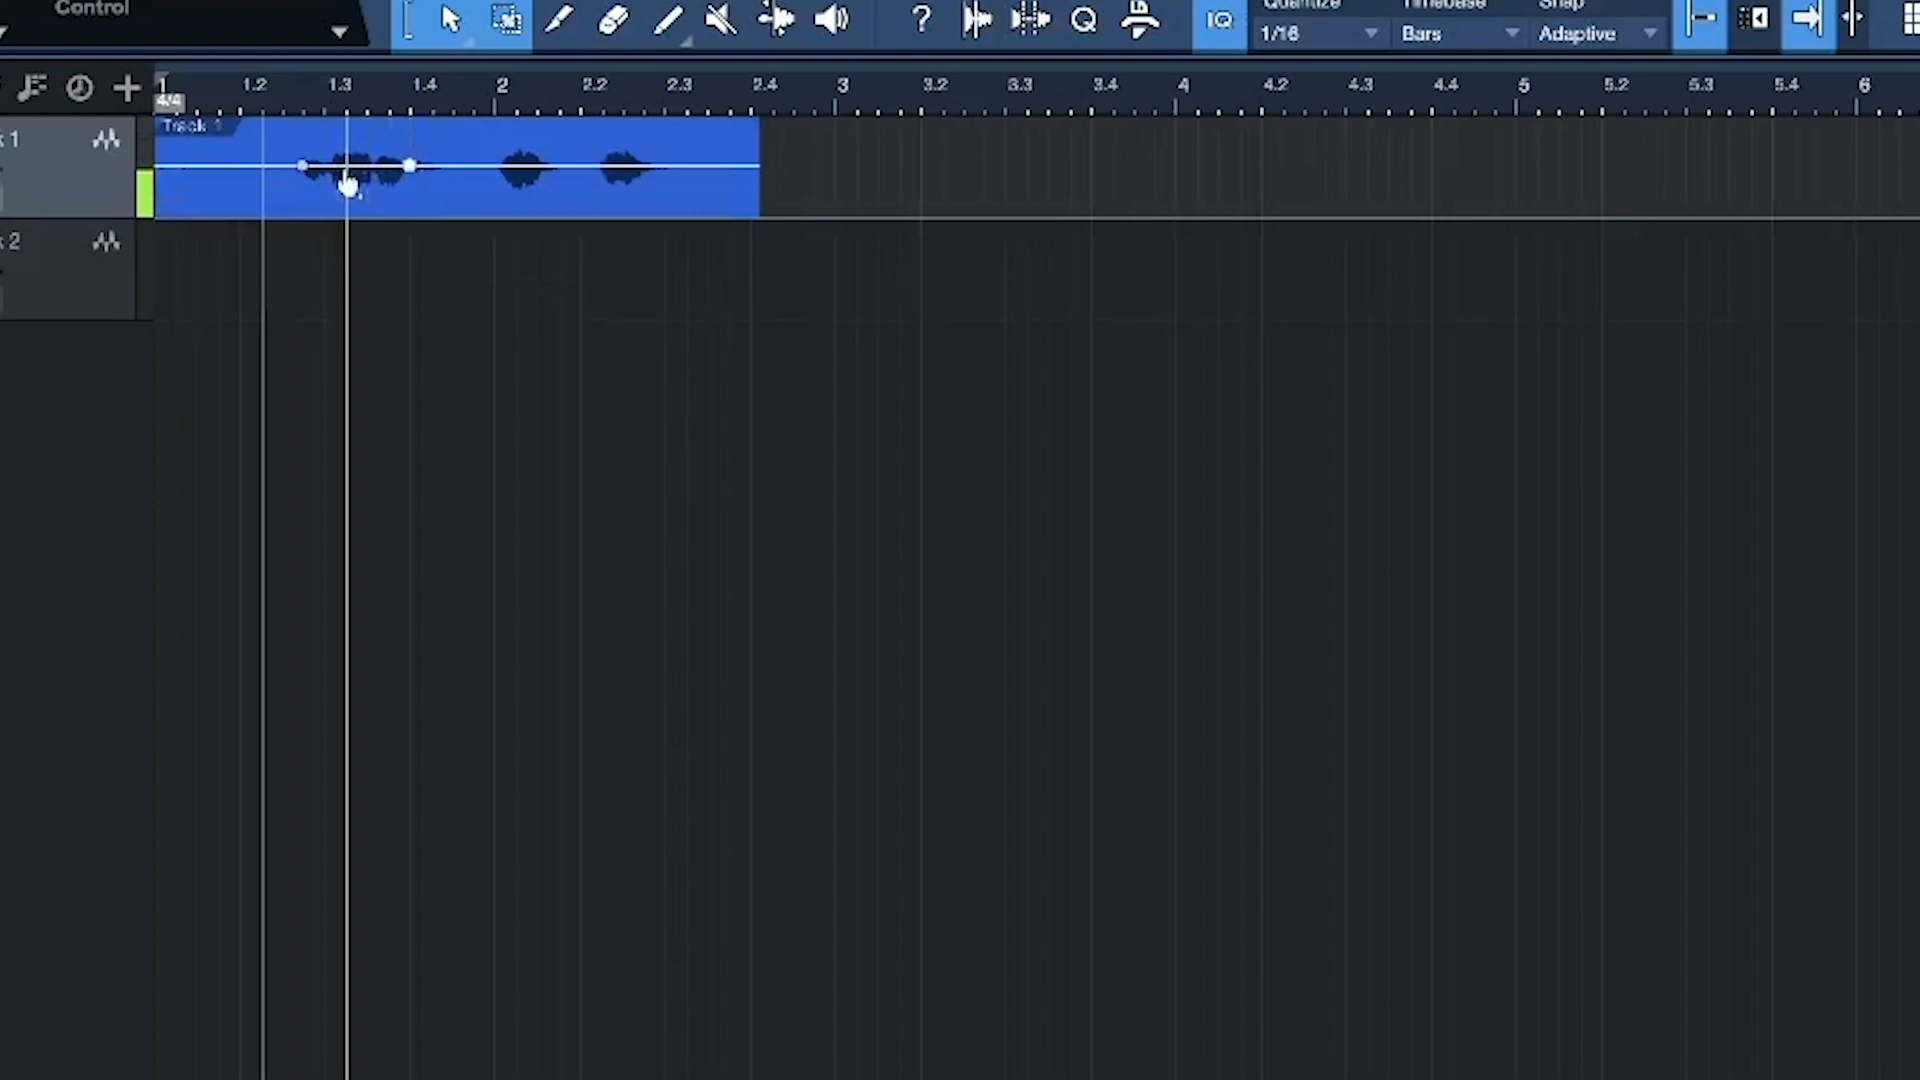 Control
Quantize Timebase Snap
IQ 1/16 Bars Adaptive
1 1.2 1.3 1.4 2 2.2 2.3 2.4 3 3.2 3.3 3.4 4 4.2 4.3 4.4 5 5.2 5.3 5.4 6
4/4
k 1 Track 1
k 2